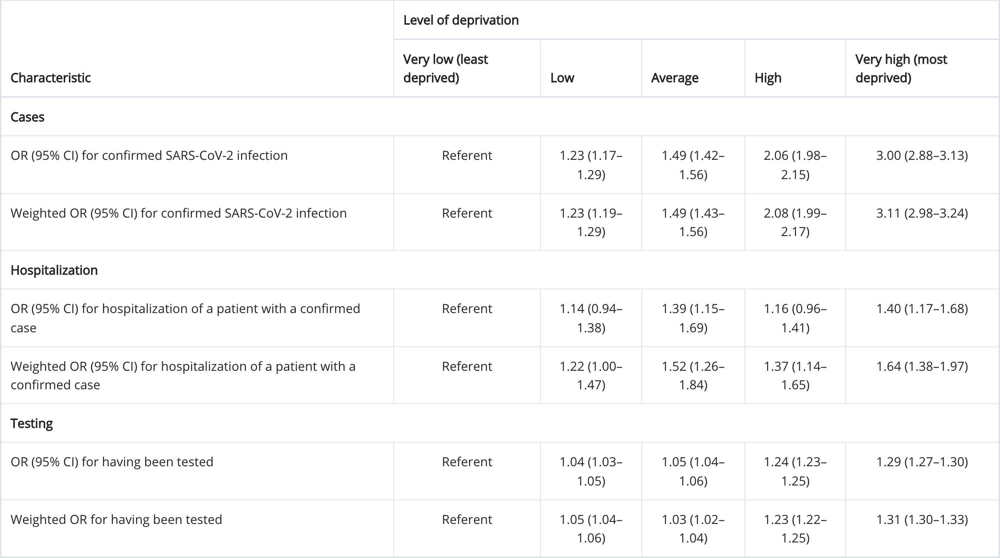 Level of deprivation
Characteristic
Very low (least
deprived)
Low
Average
High
Very high (most
deprived)
Cases
OR (95% CI) for confirmed SARS-CoV-2 infection
Referent
1.23 (1.17–
1.29)
1.49 (1.42–
1.56)
2.06 (1.98–
2.15)
3.00 (2.88–3.13)
Weighted OR (95% CI) for confirmed SARS-CoV-2 infection
Referent
1.23 (1.19–
1.29)
1.49 (1.43–
1.56)
2.08 (1.99–
2.17)
3.11 (2.98–3.24)
Hospitalization
OR (95% CI) for hospitalization of a patient with a confirmed
case
Referent
1.14 (0.94–
1.38)
1.39 (1.15–
1.69)
1.16 (0.96–
1.41)
1.40 (1.17–1.68)
Weighted OR (95% CI) for hospitalization of a patient with a
confirmed case
Referent
1.22 (1.00–
1.47)
1.52 (1.26–
1.84)
1.37 (1.14–
1.65)
1.64 (1.38–1.97)
Testing
OR (95% CI) for having been tested
Referent
1.04 (1.03–
1.05)
1.05 (1.04–
1.06)
1.24 (1.23–
1.25)
1.29 (1.27–1.30)
Weighted OR for having been tested
Referent
1.05 (1.04–
1.06)
1.03 (1.02–
1.04)
1.23 (1.22–
1.25)
1.31 (1.30–1.33)